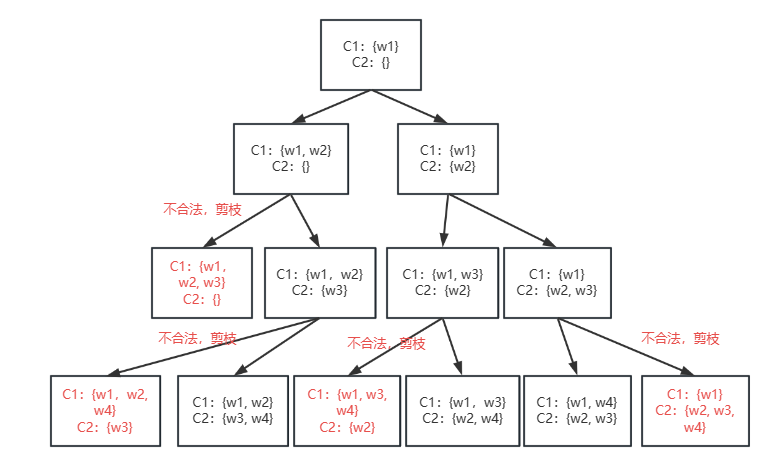 C1：{w1}
C2：{}
C1：{w1, w2}
C2：{}
C1：{w1}
C2：{w2}
不合法，剪枝
C1：{w1，
w2, w3}
C2：{}
C1：{w1，w2}
C2：{w3}
C1：{w1, w3}
C2：{w2}
C1：{w1}
C2：{w2, w3}
不合法，剪枝
不合法，剪枝
不合法，剪枝
C1：{w1，w2,
w4}
C2：{w3}
C1：{w1, w2}
C2：{w3, w4}
C1：{w1, w3,
w4}
C2：{w2}
C1：{w1，w3}
C2：{w2, w4}
C1：{w1, w4}
C2：{w2, w3}
C1：{w1}
C2：{w2, w3,
w4}